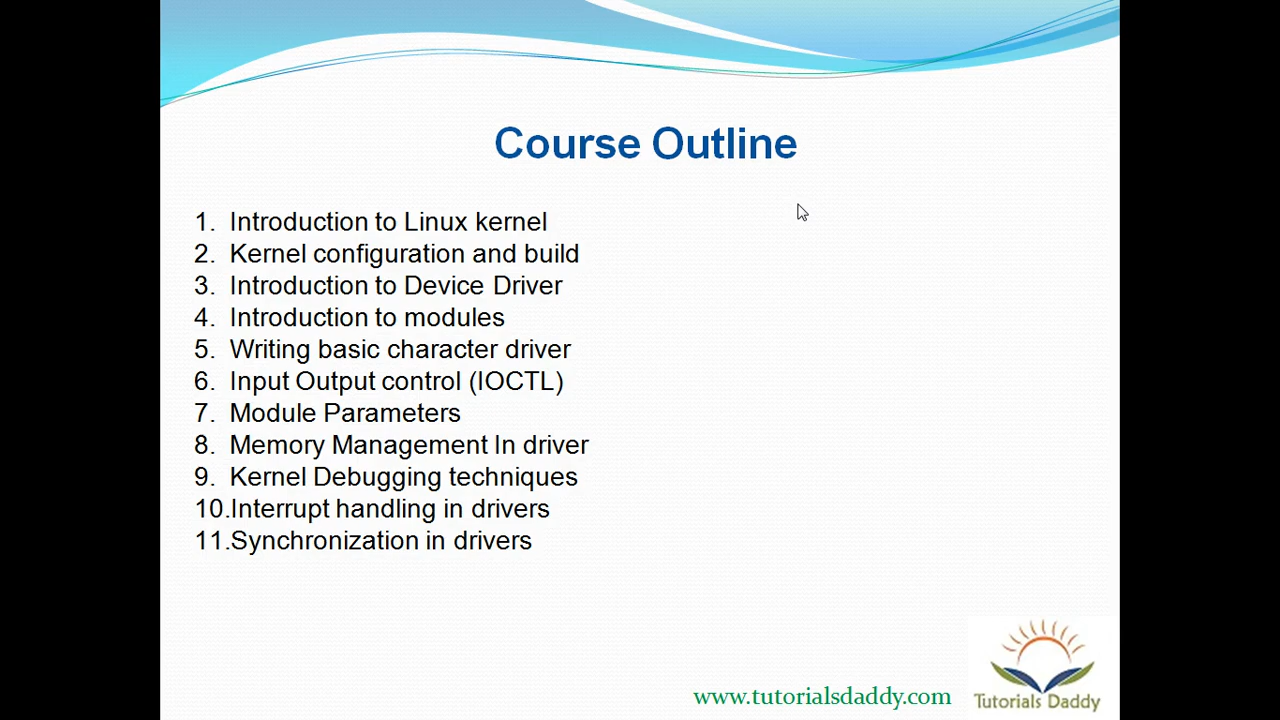 Course Outline
1. Introduction to Linux kernel
2. Kernel configuration and build
3. Introduction to Device Driver
4. Introduction to modules
5. Writing basic character driver
6. Input Output control (IOCTL)
7. Module Parameters
8. Memory Management In driver
9. Kernel Debugging techniques
10.Interrupt handling in drivers
11.Synchronization in drivers
www.tutorialsdaddy.com
Tutorials Daddy